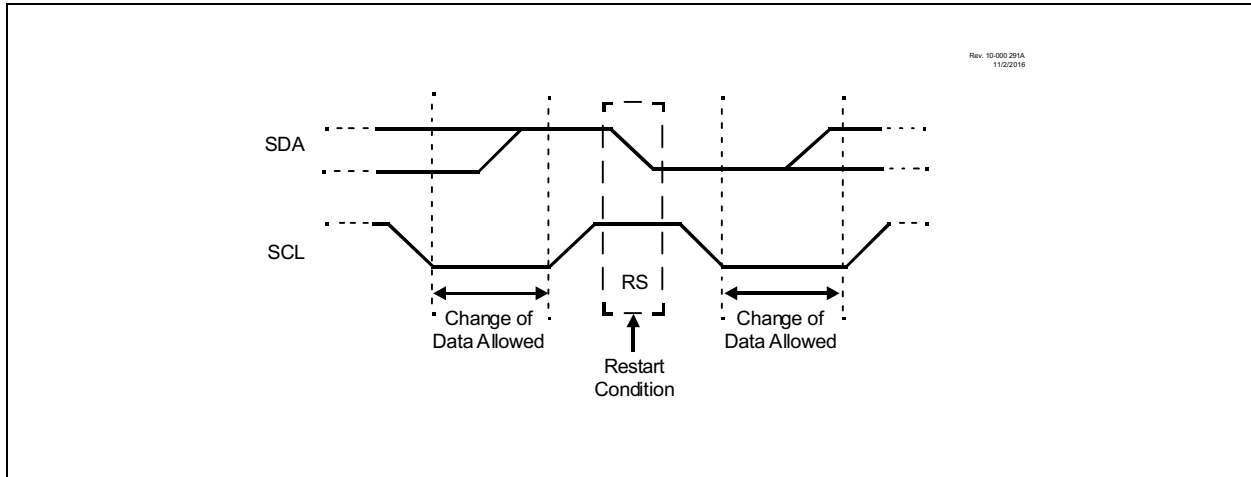 Rev. 10-000 291A
11/2/2016
SDA
SCL
RS
Change of
Data Allowed
Change of
Data Allowed
Restart
Condition